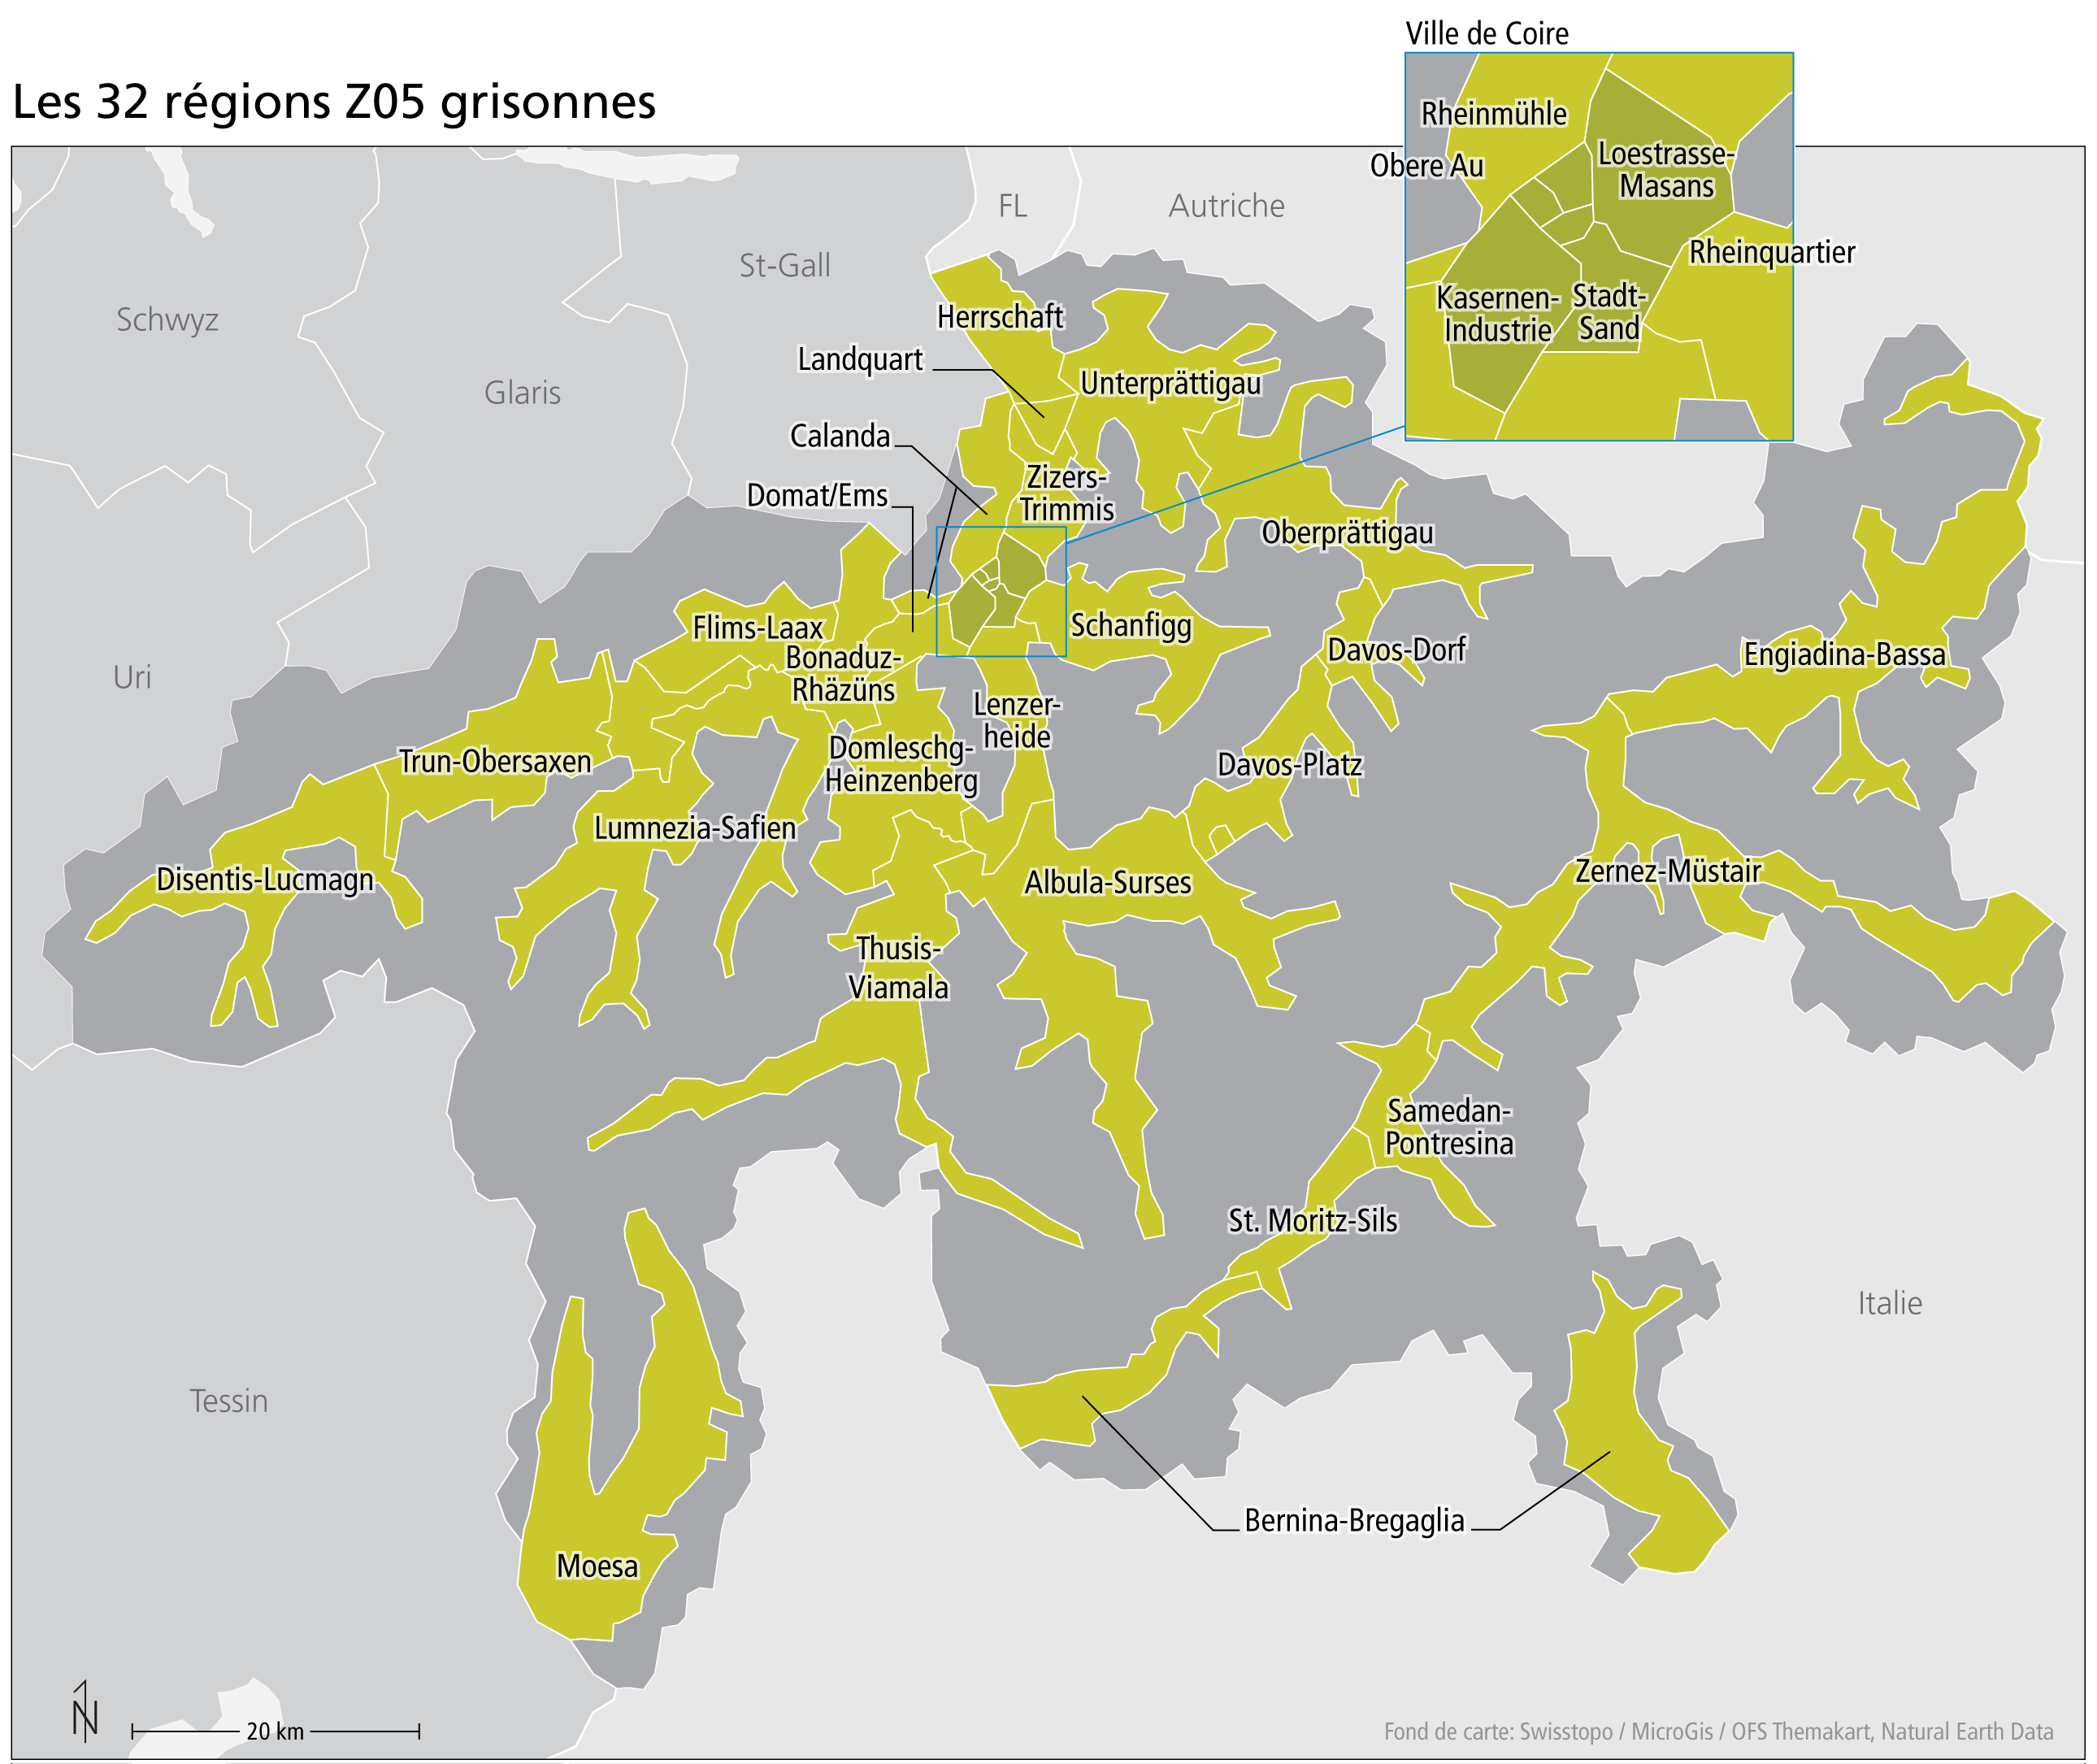 Ville de Coire
Les 32 régions Z05 grisonnes
Rheinmühle
Obere Au
Loestrasse-
Masans
Rheinquartier
Kasernen-
Industrie
Stadt-
Sand
FL
Autriche
St-Gall
Schwyz
Glaris
Uri
Tessin
Italie
Herrschaft
Landquart
Unterprättigau
Calanda
Zizers-
Trimmis
Domat/Ems
Oberprättigau
Flims-Laax
Schanfigg
Davos-Dorf
Engiadina-Bassa
Bonaduz-
Rhäzüns
Lenzer-
heide
Trun-Obersaxen
Domleschg-
Heinzenberg
Davos-Platz
Lumnezia-Safien
Disentis-Lucmagn
Albula-Surses
Zernez-Müstair
Thusis-
Viamala
Samedan-
Pontresina
St. Moritz-Sils
Bernina-Bregaglia
Moesa
N
20 km
Fond de carte: Swisstopo / MicroGis / OFS Themakart, Natural Earth Data